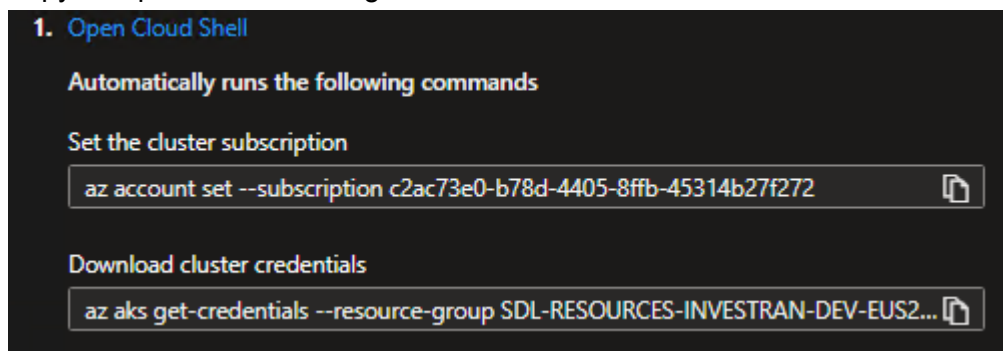 1. Open Cloud Shell
Automatically runs the following commands
Set the cluster subscription
az account set --subscription c2ac73e0-b78d-4405-8ffb-45314b27f272
Download cluster credentials
az aks get-credentials --resource-group SDL-RESOURCES-INVESTRAN-DEV-EUS2...